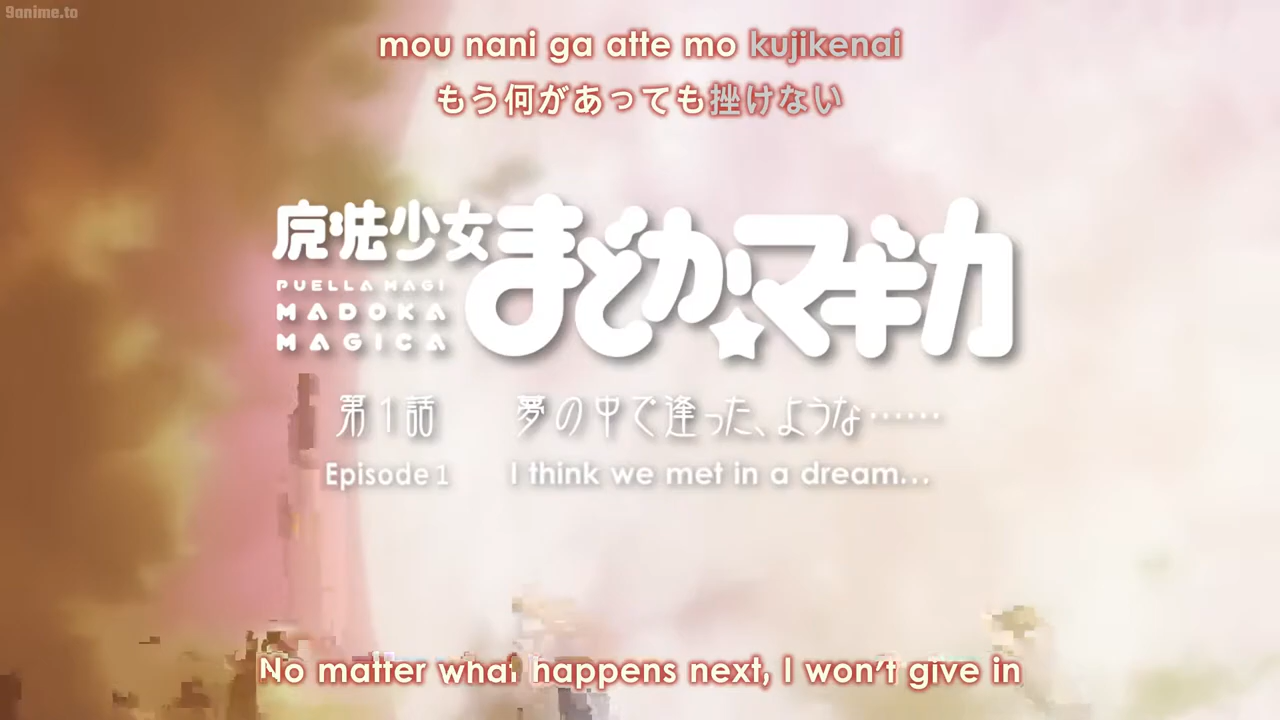 9anime.to
mou nani ga atte mo kujikenai
もう何があっても挫けない
魔法少女まどか☆マギカ
PUELLA MAGI
MADOKA
MAGICA
第1話 夢の中で逢った、ような……
Episode 1 I think we met in a dream...
No matter what happens next, I won't give in